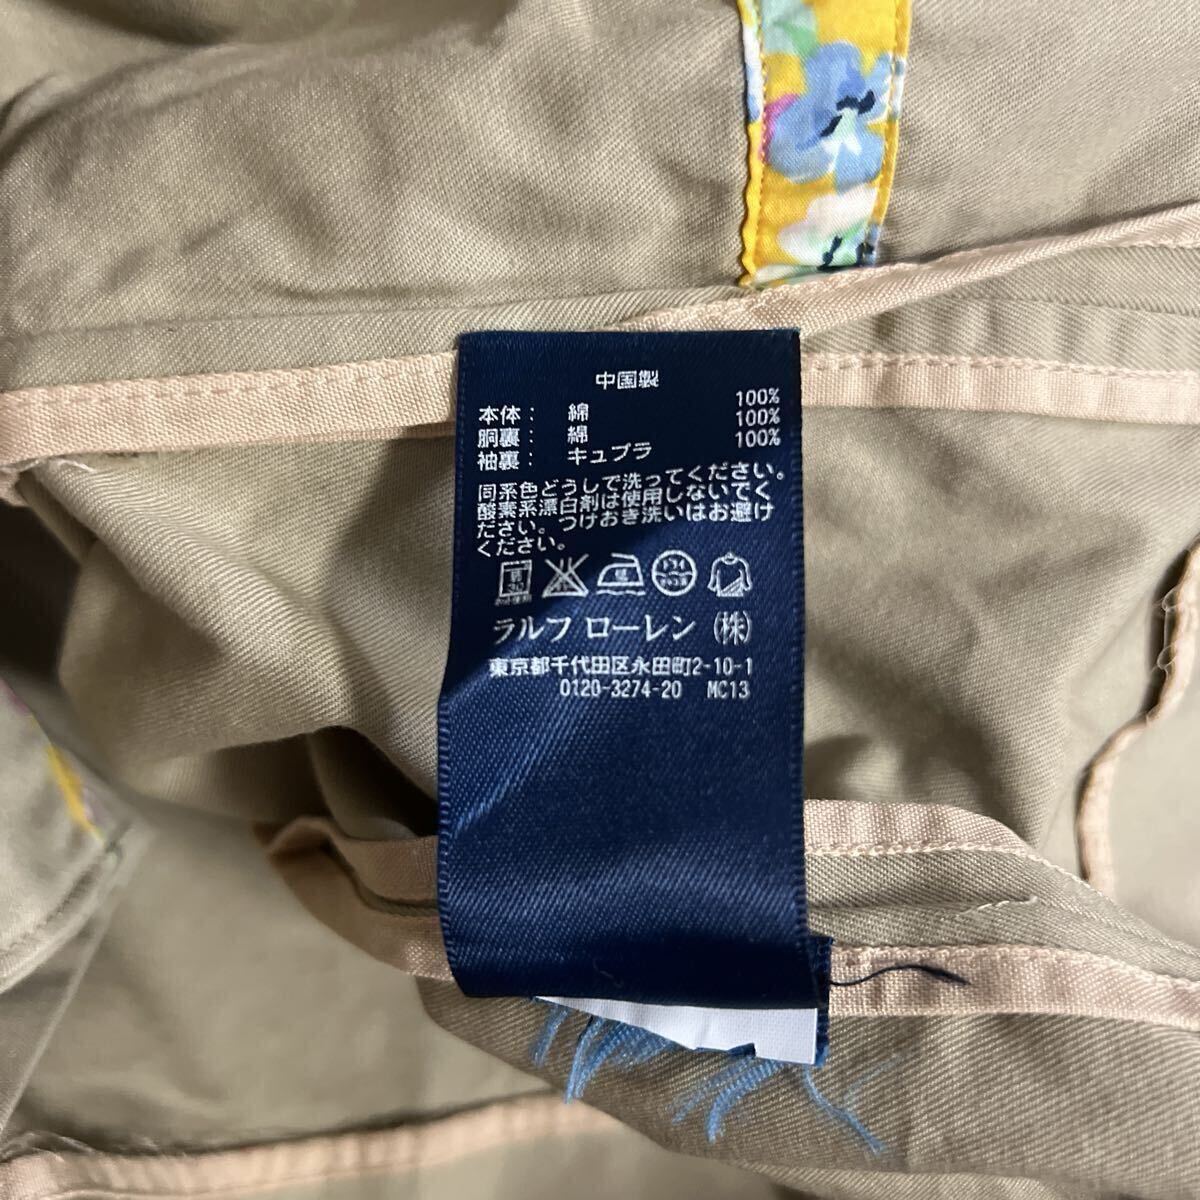 中国製
本体： 綿 100%
胴裏： 綿 100%
袖裏： キュプラ 100%
同系色どうしで洗ってください。
酸素系漂白剤は使用しないでく
ださい。つけおき洗いはお避け
ください。
ラルフ ローレン (株)
東京都千代田区永田町2-10-1
0120-3274-20 MC13